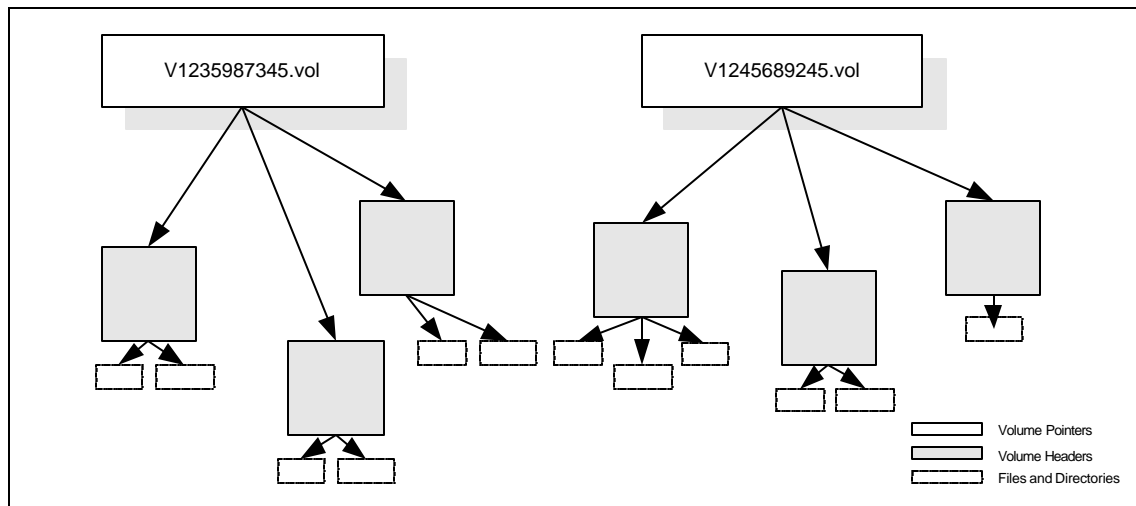 V1235987345.vol
V1245689245.vol
Volume Pointers
Volume Headers
Files and Directories